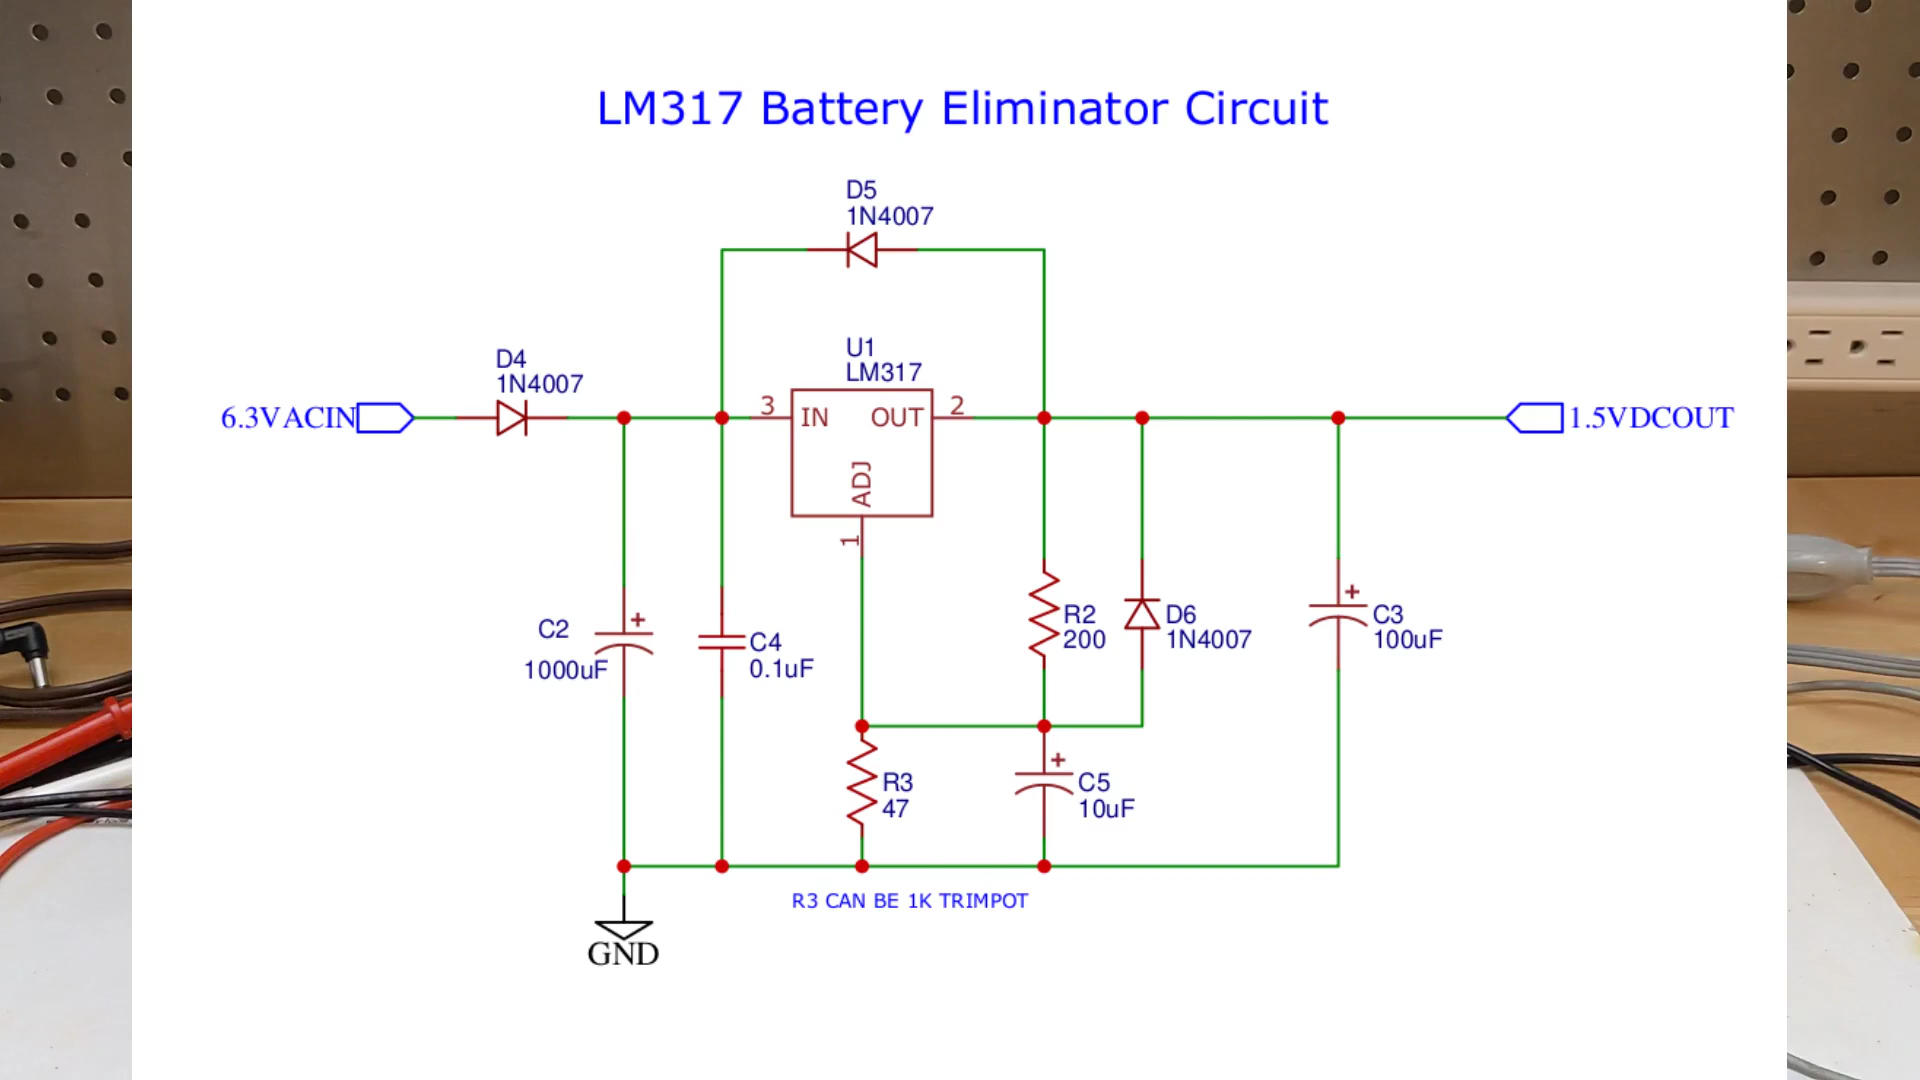 LM317 Battery Eliminator Circuit
D5
1N4007
U1
LM317
D4
1N4007
6.3VACIN
3
IN
OUT
2
ADJ
1
1.5VDCOUT
C2
1000uF
+
C4
0.1uF
R2
200
D6
1N4007
+
C3
100uF
R3
47
+
C5
10uF
R3 CAN BE 1K TRIMPOT
GND